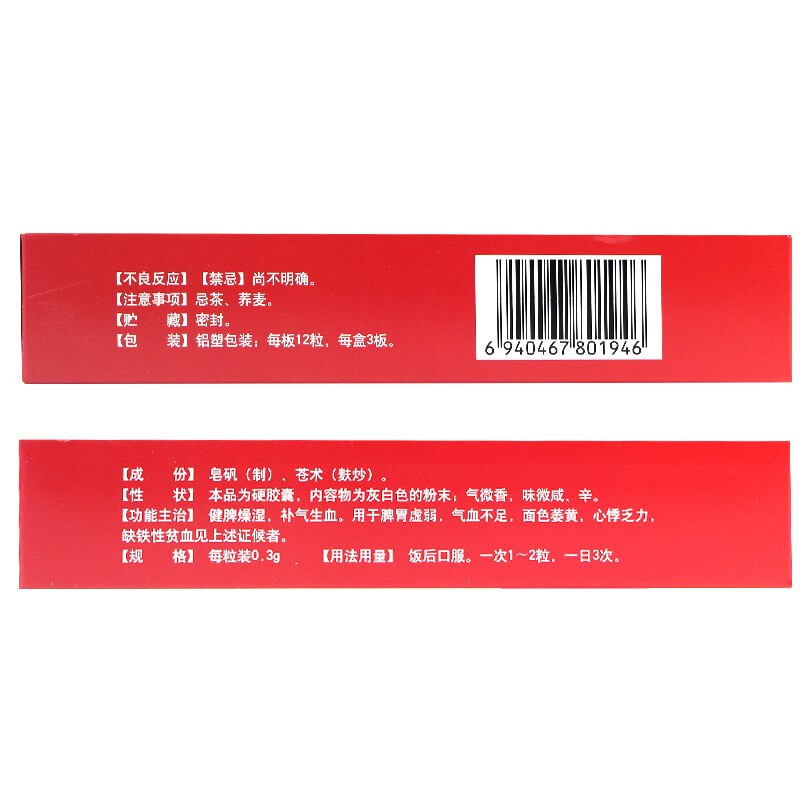 【不良反应】【禁忌】尚不明确。
【注意事项】忌茶、荞麦。
【贮　　藏】密封。
【包　　装】铝塑包装；每板12粒，每盒3板。
6 940467 801946
【成　　份】 皂矾（制）、苍术（麸炒）。
【性　　状】 本品为硬胶囊，内容物为灰白色的粉末；气微香，味微咸、辛。
【功能主治】 健脾燥湿，补气生血。用于脾胃虚弱，气血不足，面色萎黄，心悸乏力，
缺铁性贫血见上述证候者。
【规　　格】 每粒装0.3g　　【用法用量】 饭后口服。一次1～2粒，一日3次。